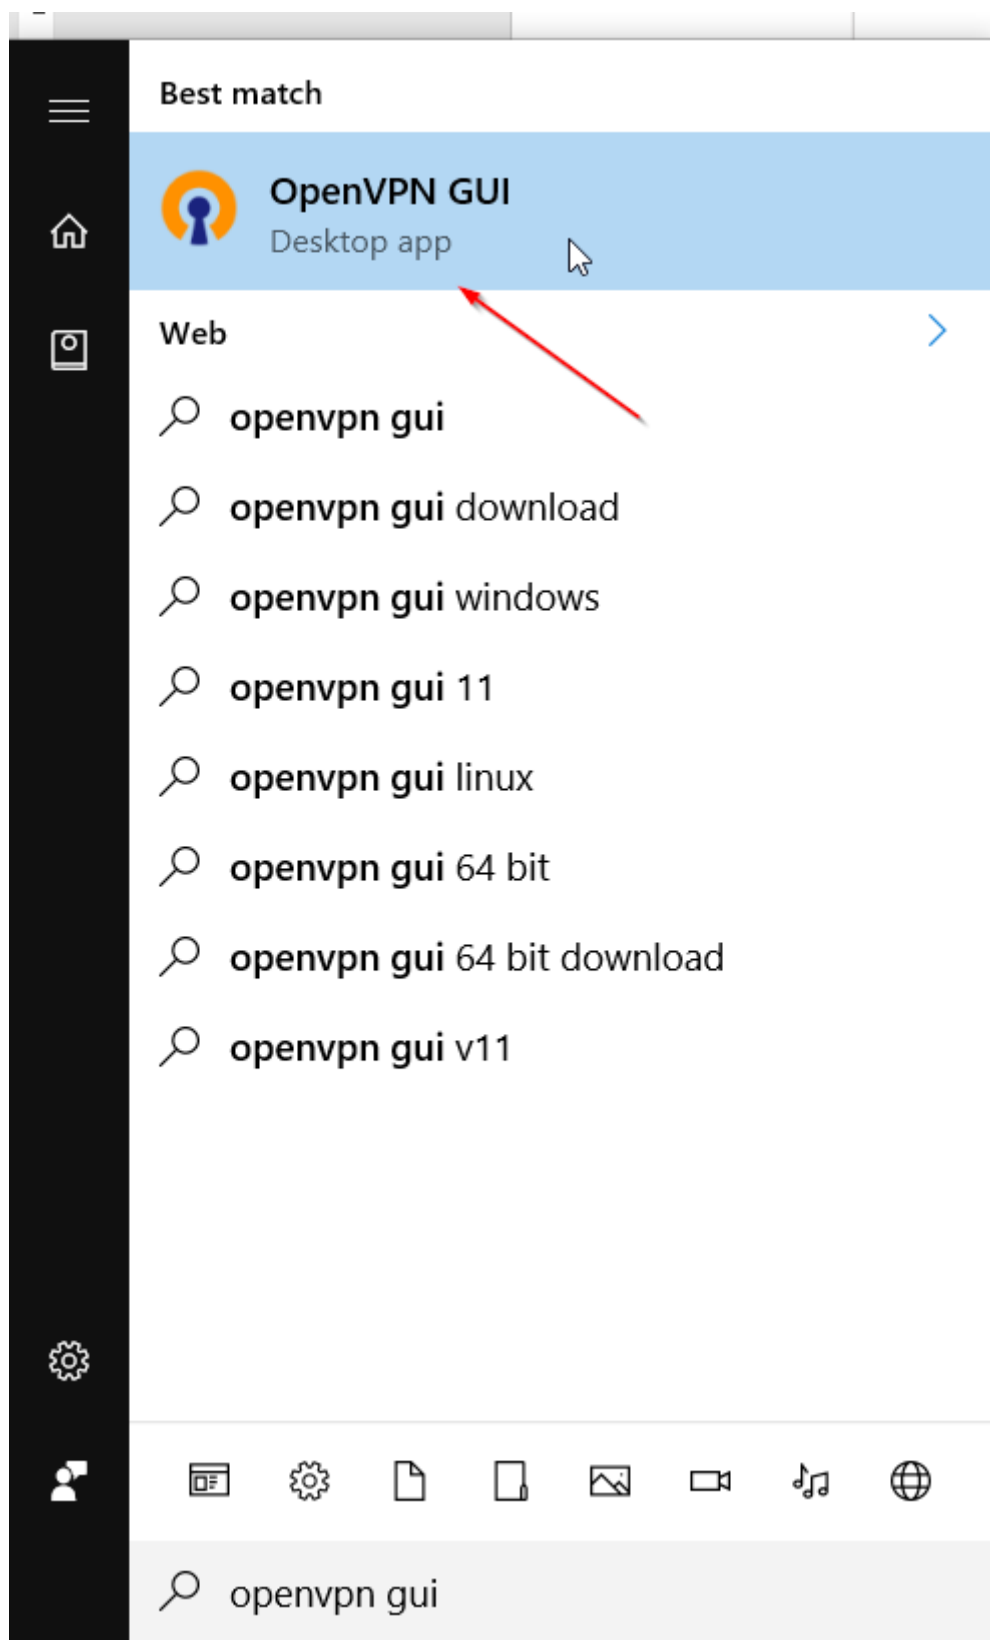 Best match
OpenVPN GUI
Desktop app
Web
openvpn gui
openvpn gui download
openvpn gui windows
openvpn gui 11
openvpn gui linux
openvpn gui 64 bit
openvpn gui 64 bit download
openvpn gui v11
openvpn gui